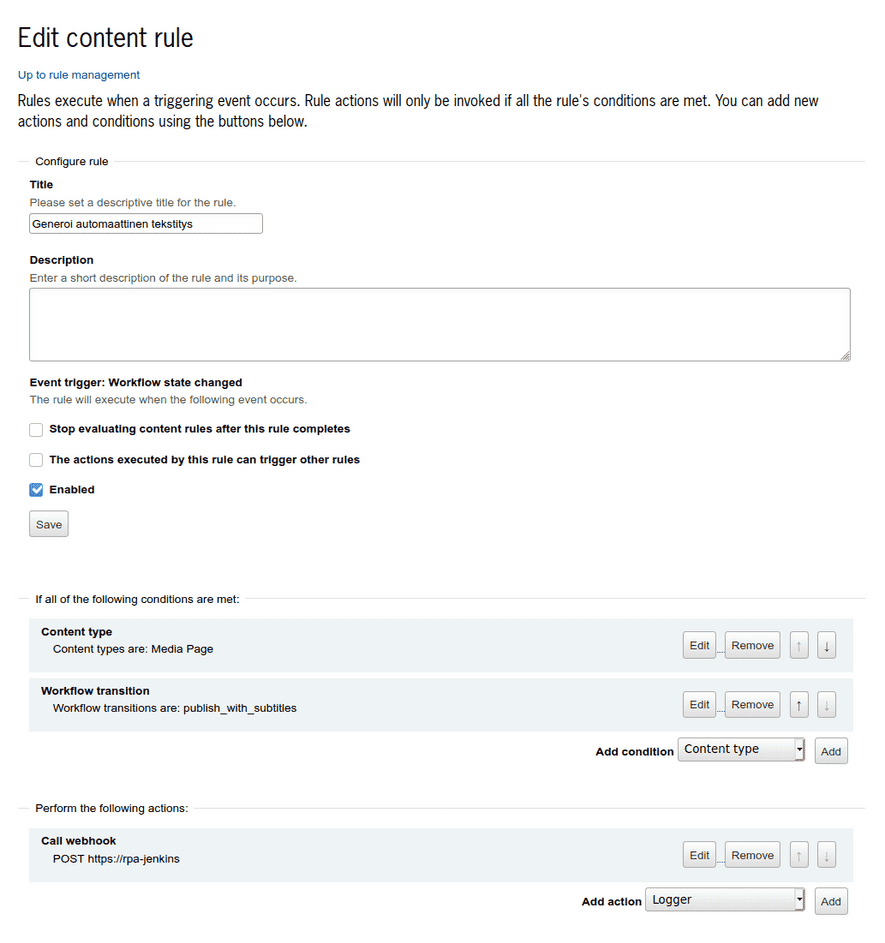 Edit content rule
Up to rule management
Rules execute when a triggering event occurs. Rule actions will only be invoked if all the rule's conditions are met. You can add new
actions and conditions using the buttons below.
Configure rule
Title
Please set a descriptive title for the rule.
Generoi automaattinen tekstitys
Description
Enter a short description of the rule and its purpose.
Event trigger: Workflow state changed
The rule will execute when the following event occurs.
Stop evaluating content rules after this rule completes
The actions executed by this rule can trigger other rules
Enabled
Save
If all of the following conditions are met:
Content type
Content types are: Media Page
Edit Remove ↑ ↓
Workflow transition
Workflow transitions are: publish_with_subtitles
Edit Remove ↑ ↓
Add condition Content type Add
Perform the following actions:
Call webhook
POST https://rpa-jenkins
Edit Remove ↑ ↓
Add action Logger Add